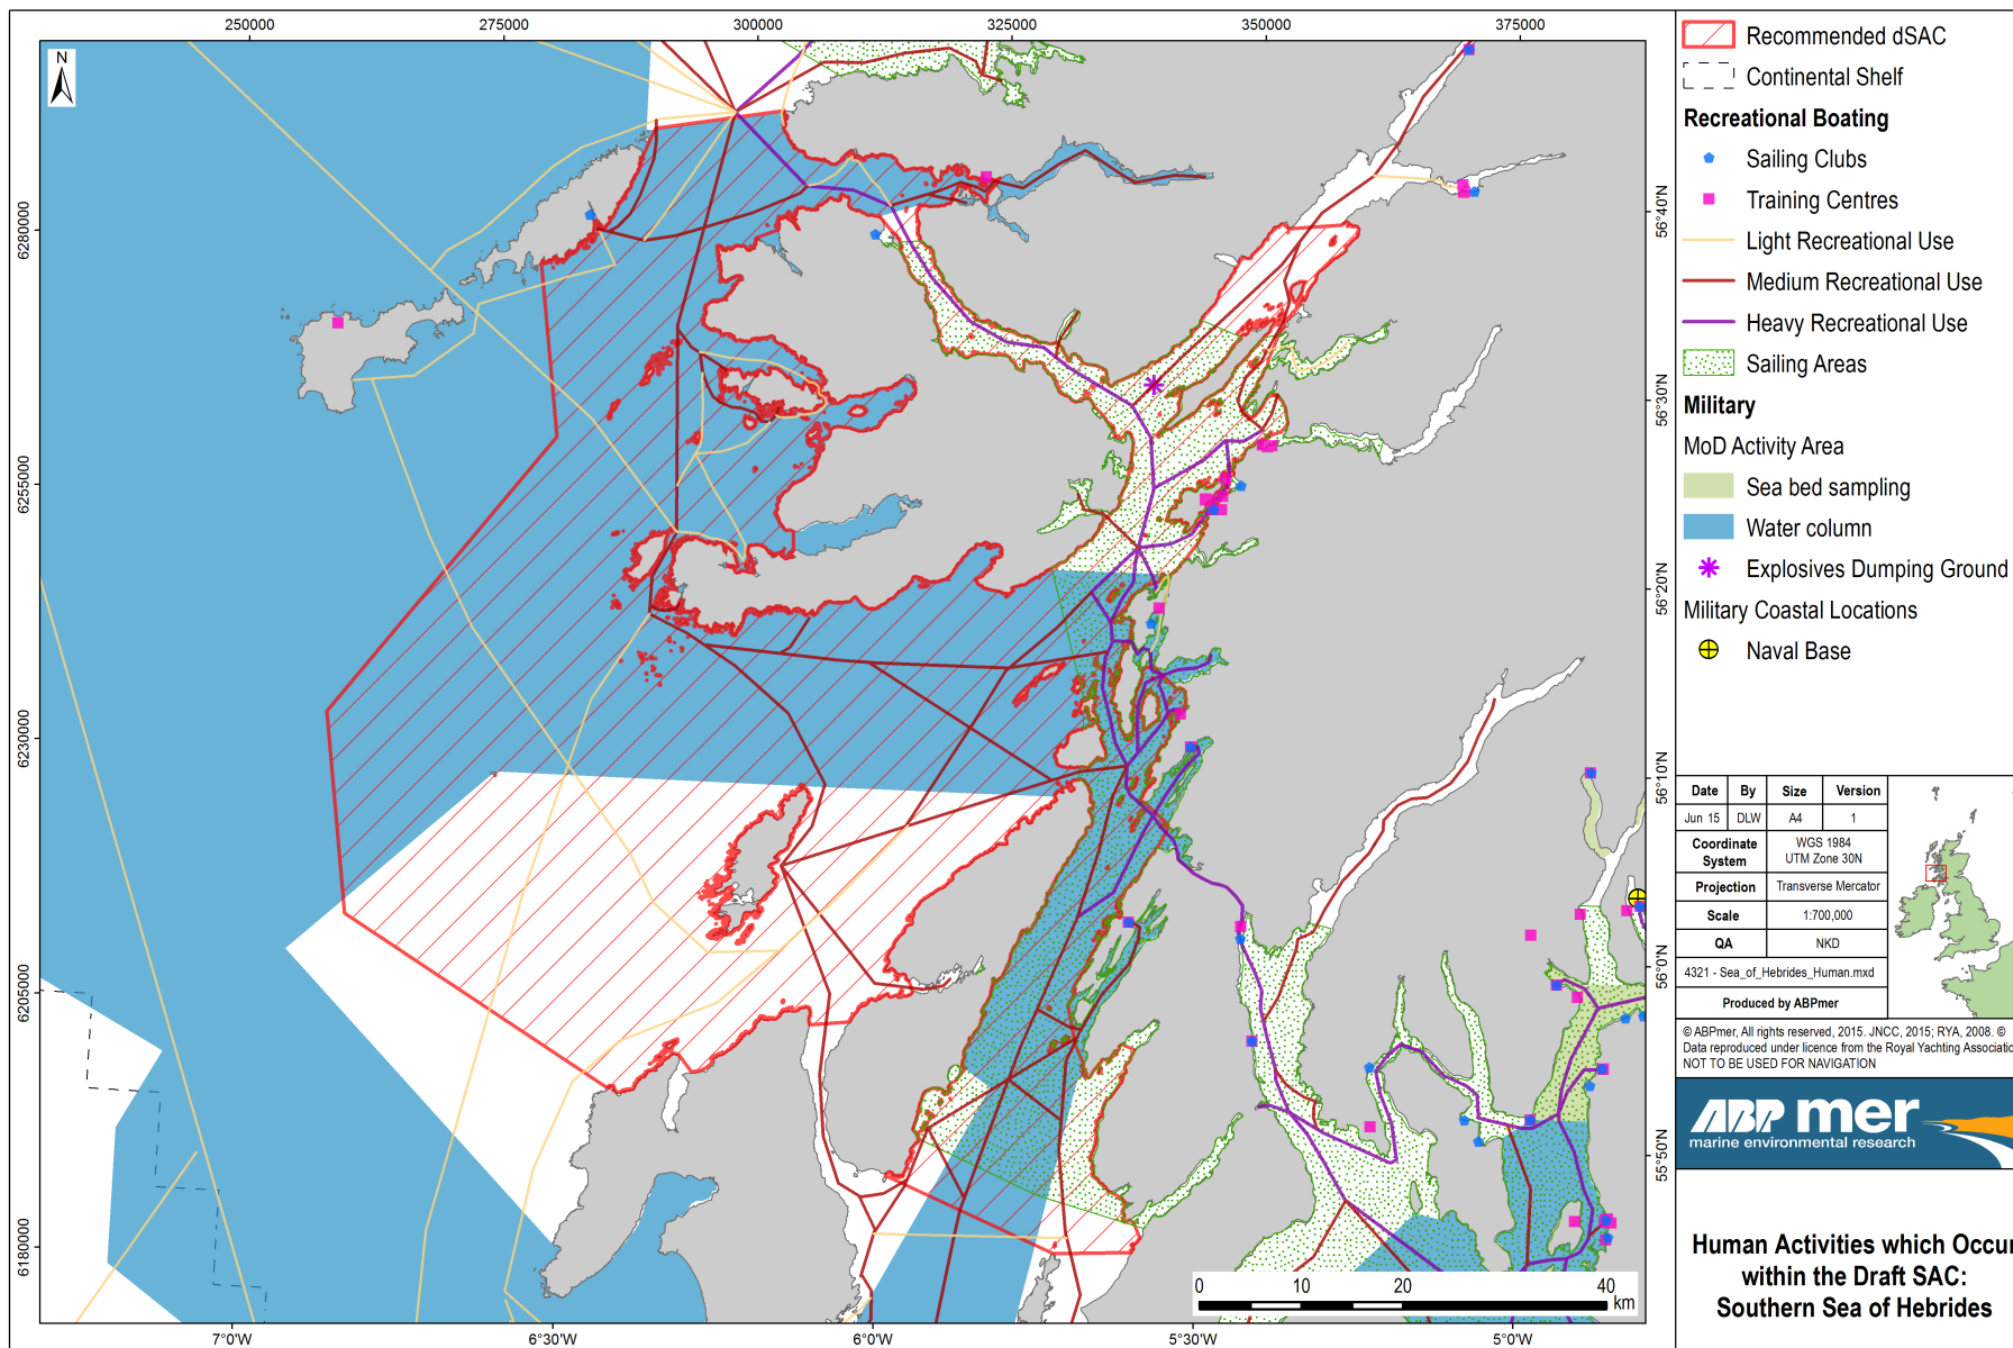 250000 275000 300000 325000 350000 375000
N
6280000
6255000
6230000
6205000
6180000
56°40'N
56°30'N
56°20'N
56°10'N
56°0'N
55°50'N
7°0'W 6°30'W 6°0'W 5°30'W 5°0'W
0 10 20 40
km
Recommended dSAC
Continental Shelf
Recreational Boating
Sailing Clubs
Training Centres
Light Recreational Use
Medium Recreational Use
Heavy Recreational Use
Sailing Areas
Military
MoD Activity Area
Sea bed sampling
Water column
Explosives Dumping Ground
Military Coastal Locations
Naval Base
Date By Size Version
Jun 15 DLW A4 1
Coordinate System WGS 1984 UTM Zone 30N
Projection Transverse Mercator
Scale 1:700,000
QA NKD
4321 - Sea_of_Hebrides_Human.mxd
Produced by ABPmer
© ABPmer, All rights reserved, 2015. JNCC, 2015; RYA, 2008. ©
Data reproduced under licence from the Royal Yachting Associatio
NOT TO BE USED FOR NAVIGATION
ABP mer
marine environmental research
Human Activities which Occur
within the Draft SAC:
Southern Sea of Hebrides